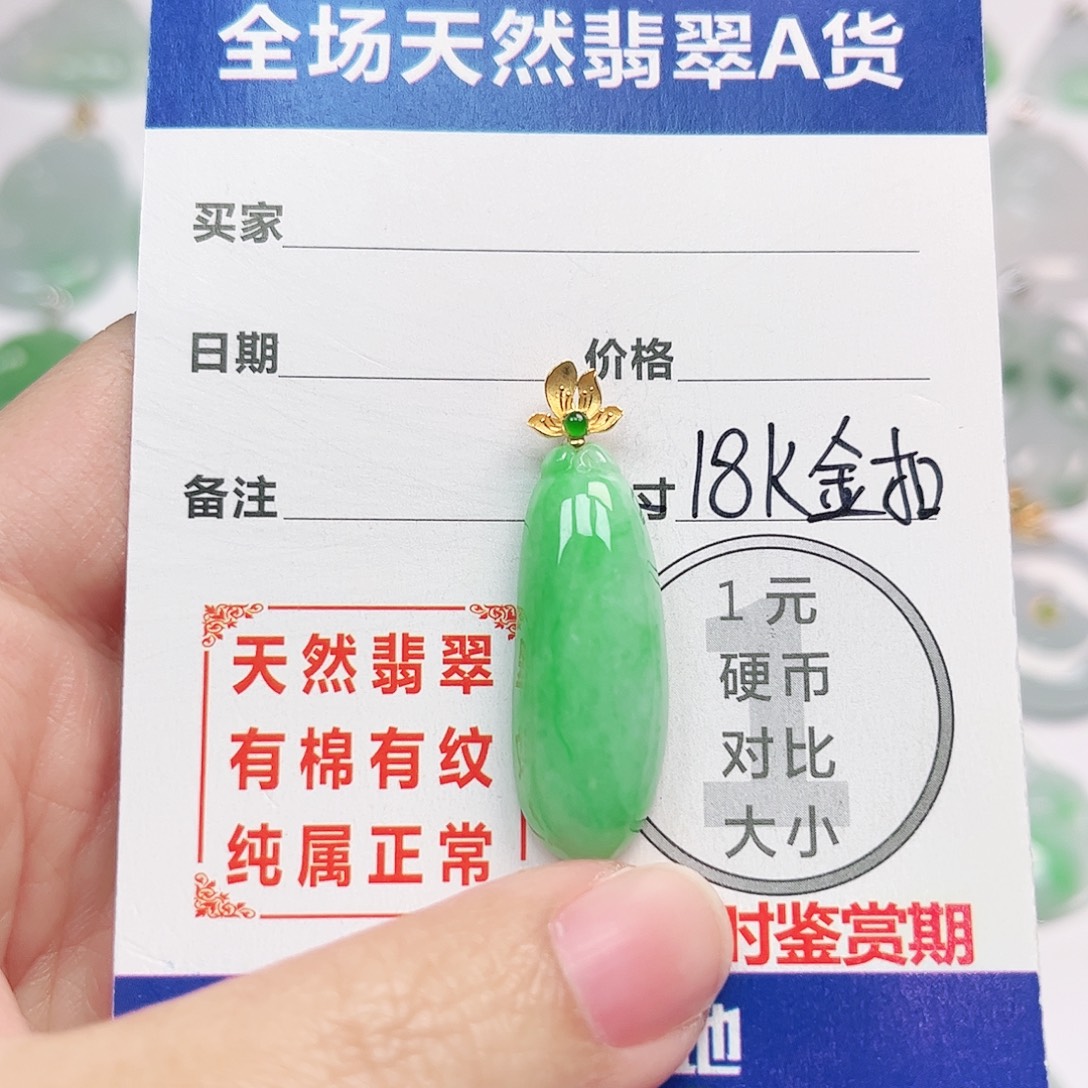 全场天然翡翠A货
买家
日期 价格
备注 寸 18K金扣
天然翡翠
有棉有纹
纯属正常
1元
硬币
对比
大小
时鉴赏期
地